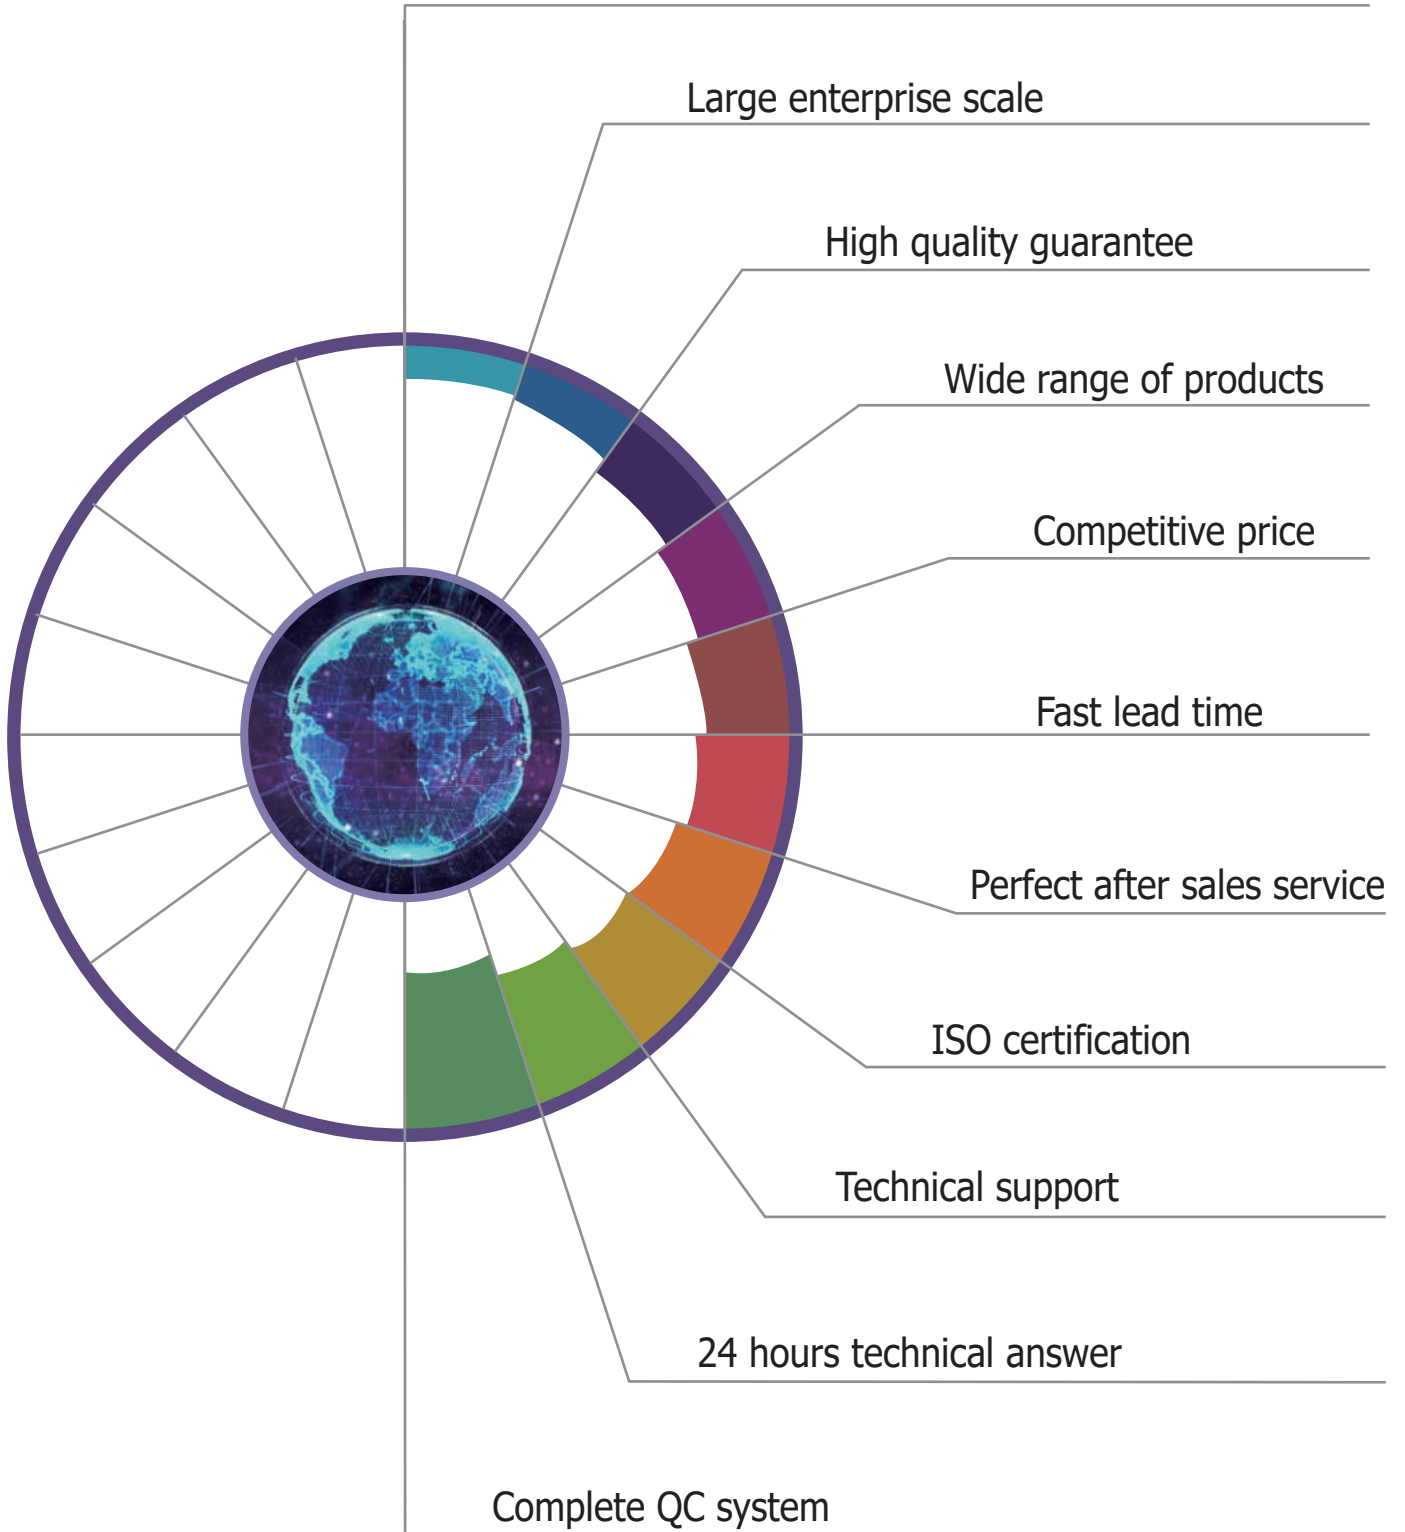 Large enterprise scale
High quality guarantee
Wide range of products
Competitive price
Fast lead time
Perfect after sales service
ISO certification
Technical support
24 hours technical answer
Complete QC system